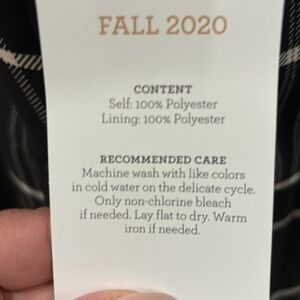 FALL 2020
CONTENT
Self: 100% Polyester
Lining: 100% Polyester
RECOMMENDED CARE
Machine wash with like colors
in cold water on the delicate cycle.
Only non-chlorine bleach
if needed. Lay flat to dry. Warm
iron if needed.